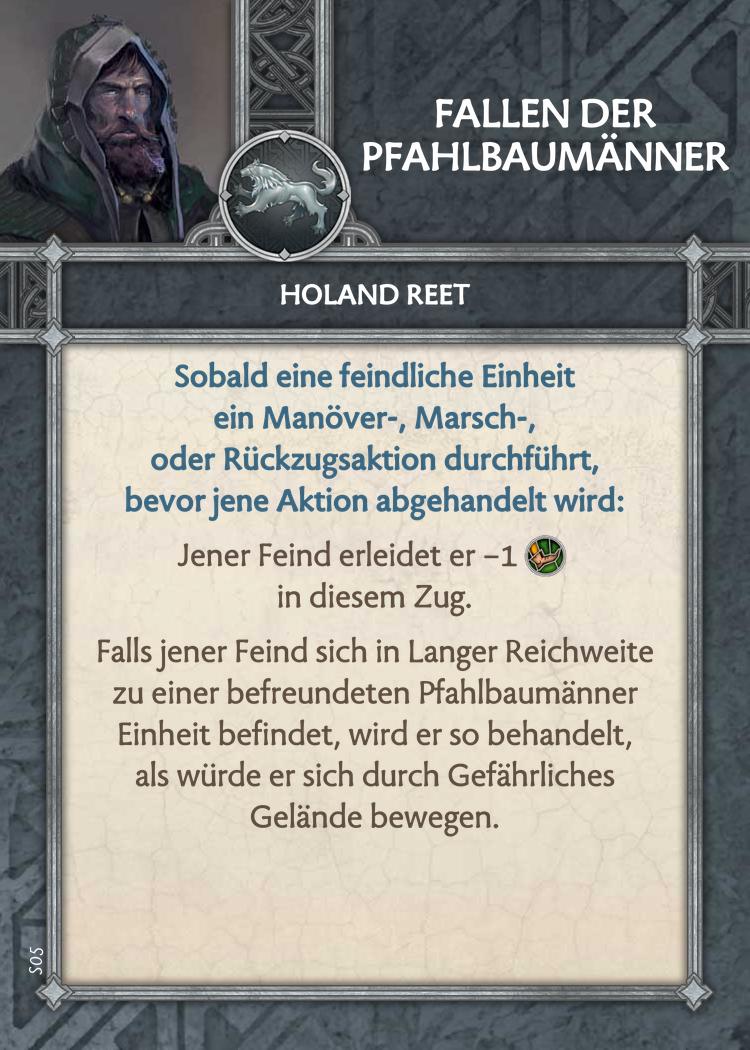 FALLEN DER
PFAHLBAUMÄNNER
HOLAND REET
Sobald eine feindliche Einheit
ein Manöver-, Marsch-,
oder Rückzugsaktion durchführt,
bevor jene Aktion abgehandelt wird:
Jener Feind erleidet er –1
in diesem Zug.
Falls jener Feind sich in Langer Reichweite
zu einer befreundeten Pfahlbaumänner
Einheit befindet, wird er so behandelt,
als würde er sich durch Gefährliches
Gelände bewegen.
S05